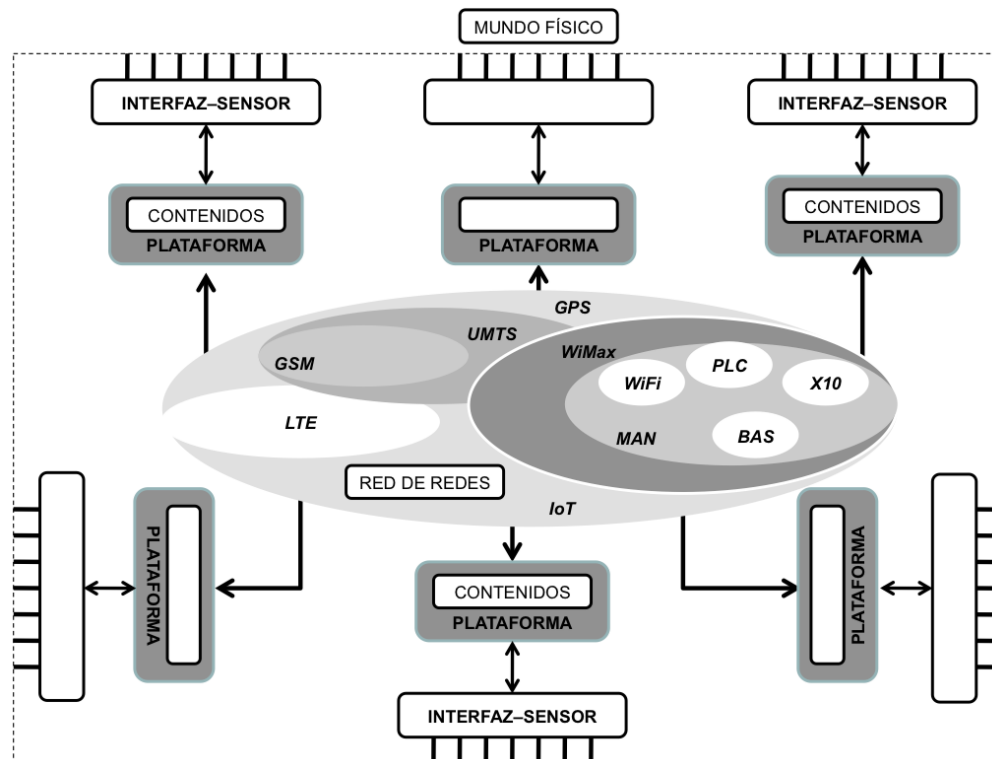 MUNDO FÍSICO
INTERFAZ–SENSOR
INTERFAZ–SENSOR
CONTENIDOS
PLATAFORMA
PLATAFORMA
CONTENIDOS
PLATAFORMA
GPS
UMTS
GSM
WiMax
PLC
WiFi
X10
LTE
MAN
BAS
RED DE REDES
IoT
PLATAFORMA
PLATAFORMA
CONTENIDOS
PLATAFORMA
INTERFAZ–SENSOR